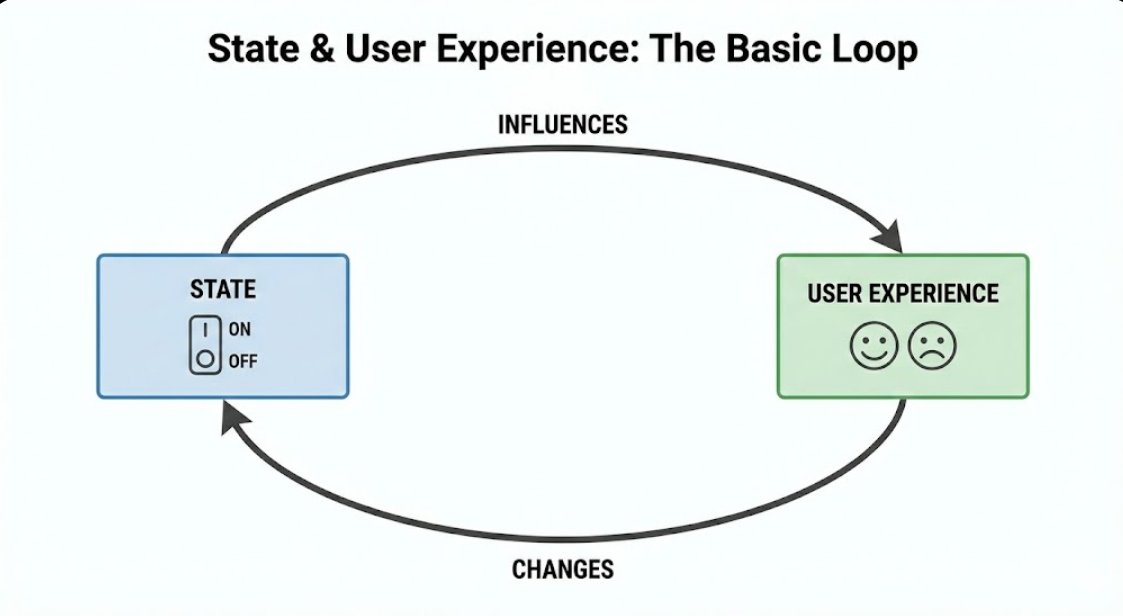 State & User Experience: The Basic Loop
INFLUENCES
STATE
ON
OFF
USER EXPERIENCE
CHANGES